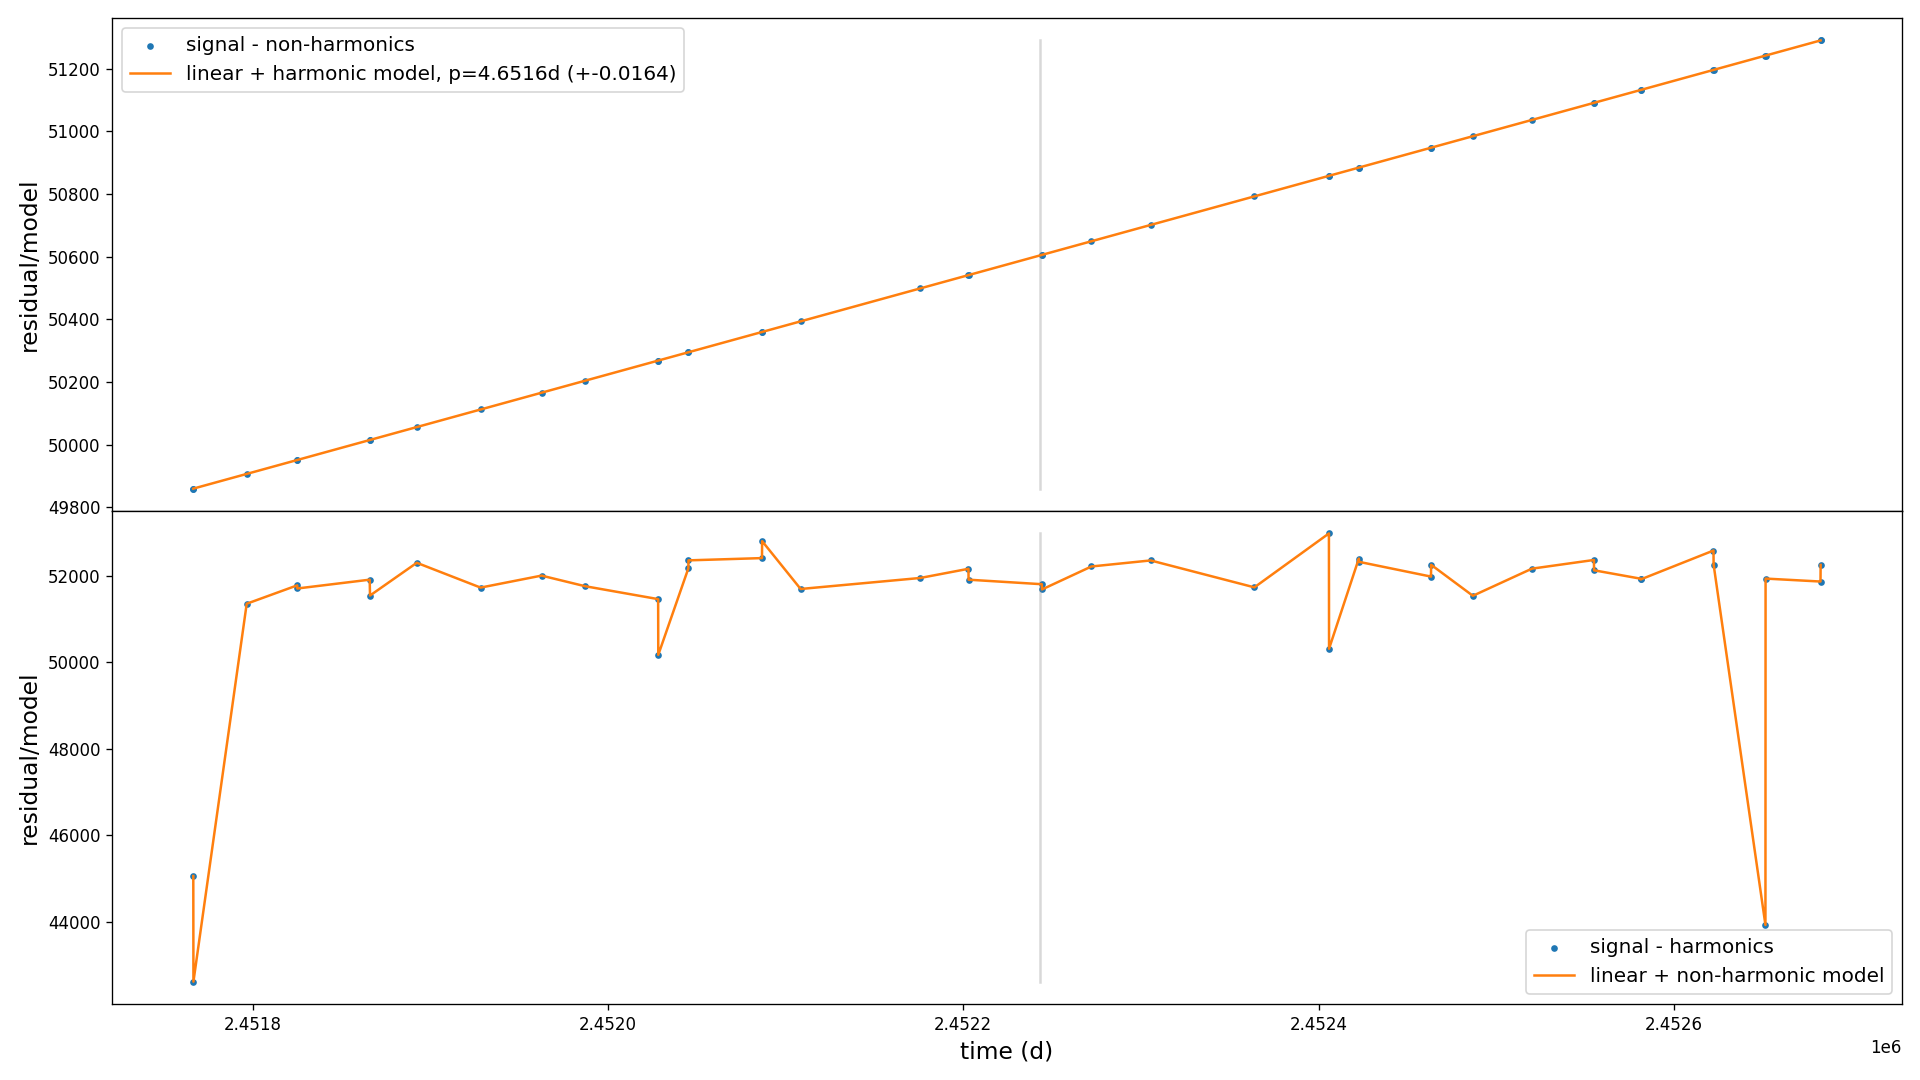 signal - non-harmonics
linear + harmonic model, p=4.6516d (+-0.0164)
51200
51000
50800
50600
50400
50200
50000
49800
residual/model
52000
50000
48000
46000
44000
residual/model
signal - harmonics
linear + non-harmonic model
2.4518
2.4520
2.4522
2.4524
2.4526
time (d)
1e6